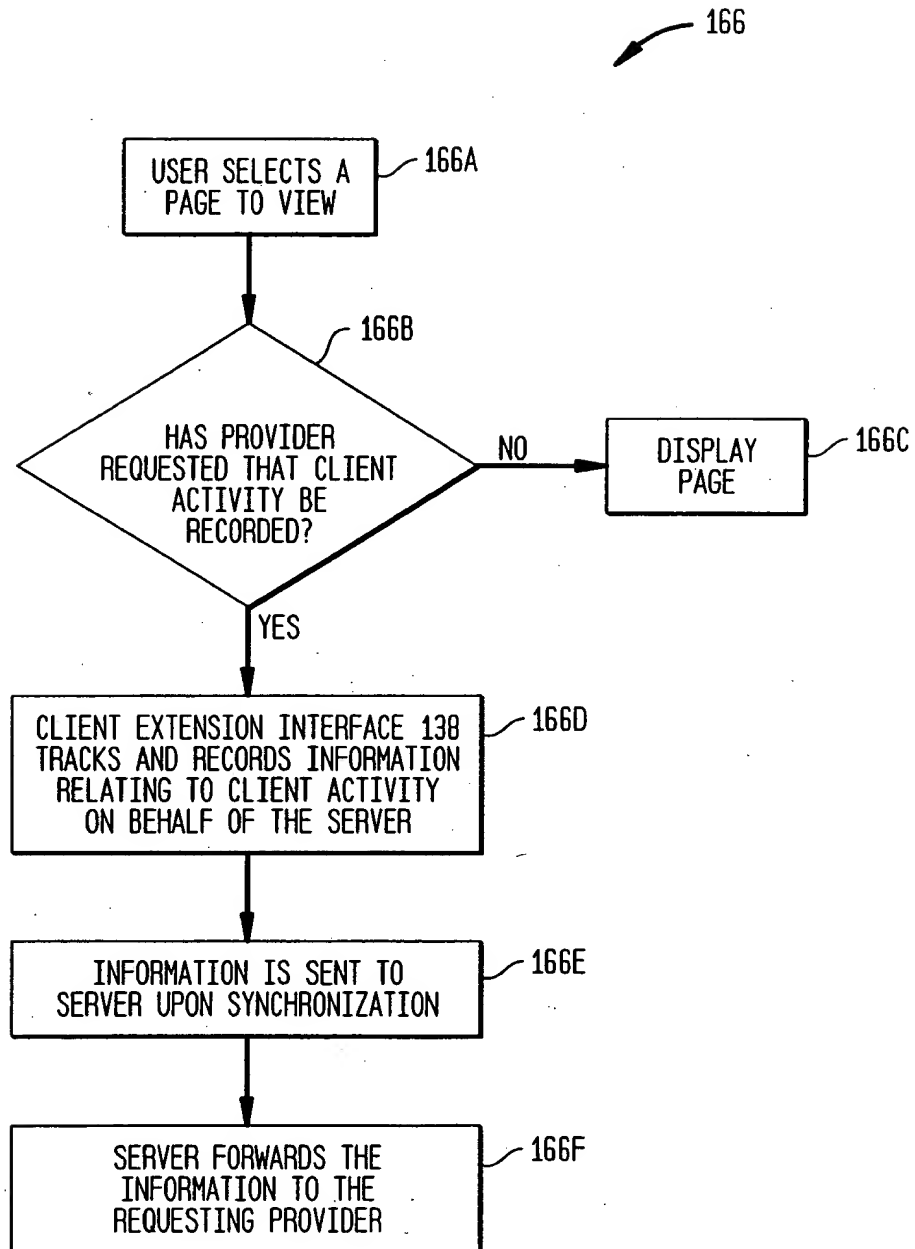 166
USER SELECTS A
PAGE TO VIEW
166A
166B
HAS PROVIDER
REQUESTED THAT CLIENT
ACTIVITY BE
RECORDED?
NO
DISPLAY
PAGE
166C
YES
CLIENT EXTENSION INTERFACE 138
TRACKS AND RECORDS INFORMATION
RELATING TO CLIENT ACTIVITY
ON BEHALF OF THE SERVER
166D
INFORMATION IS SENT TO
SERVER UPON SYNCHRONIZATION
166E
SERVER FORWARDS THE
INFORMATION TO THE
REQUESTING PROVIDER
166F